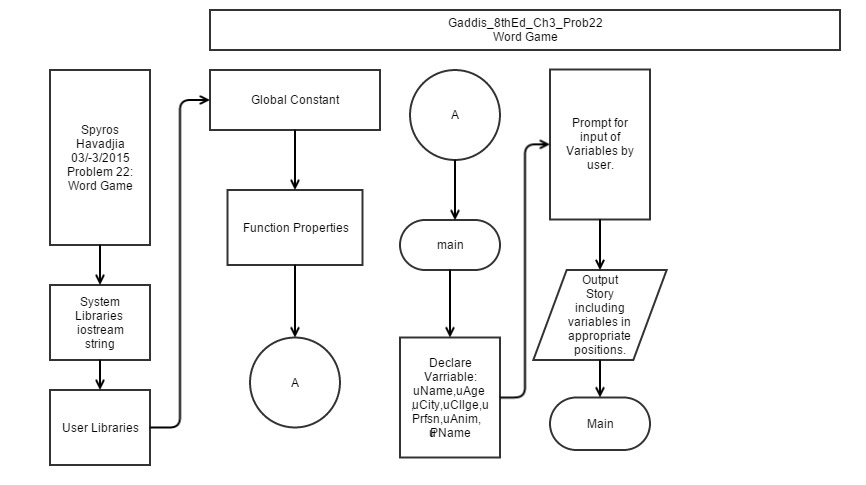 Gaddis_8thEd_Ch3_Prob22
Word Game
Spyros
Havadjia
03/-3/2015
Problem 22:
Word Game
System
Libraries
iostream
string
User Libraries
Global Constant
Function Properties
A
A
main
Declare
Varriable:
uName,uAge
,uCity,uCllge,u
Prfsn,uAnim,
uPName
Prompt for
input of
Variables by
user.
Output
Story
including
variables in
appropriate
positions.
Main